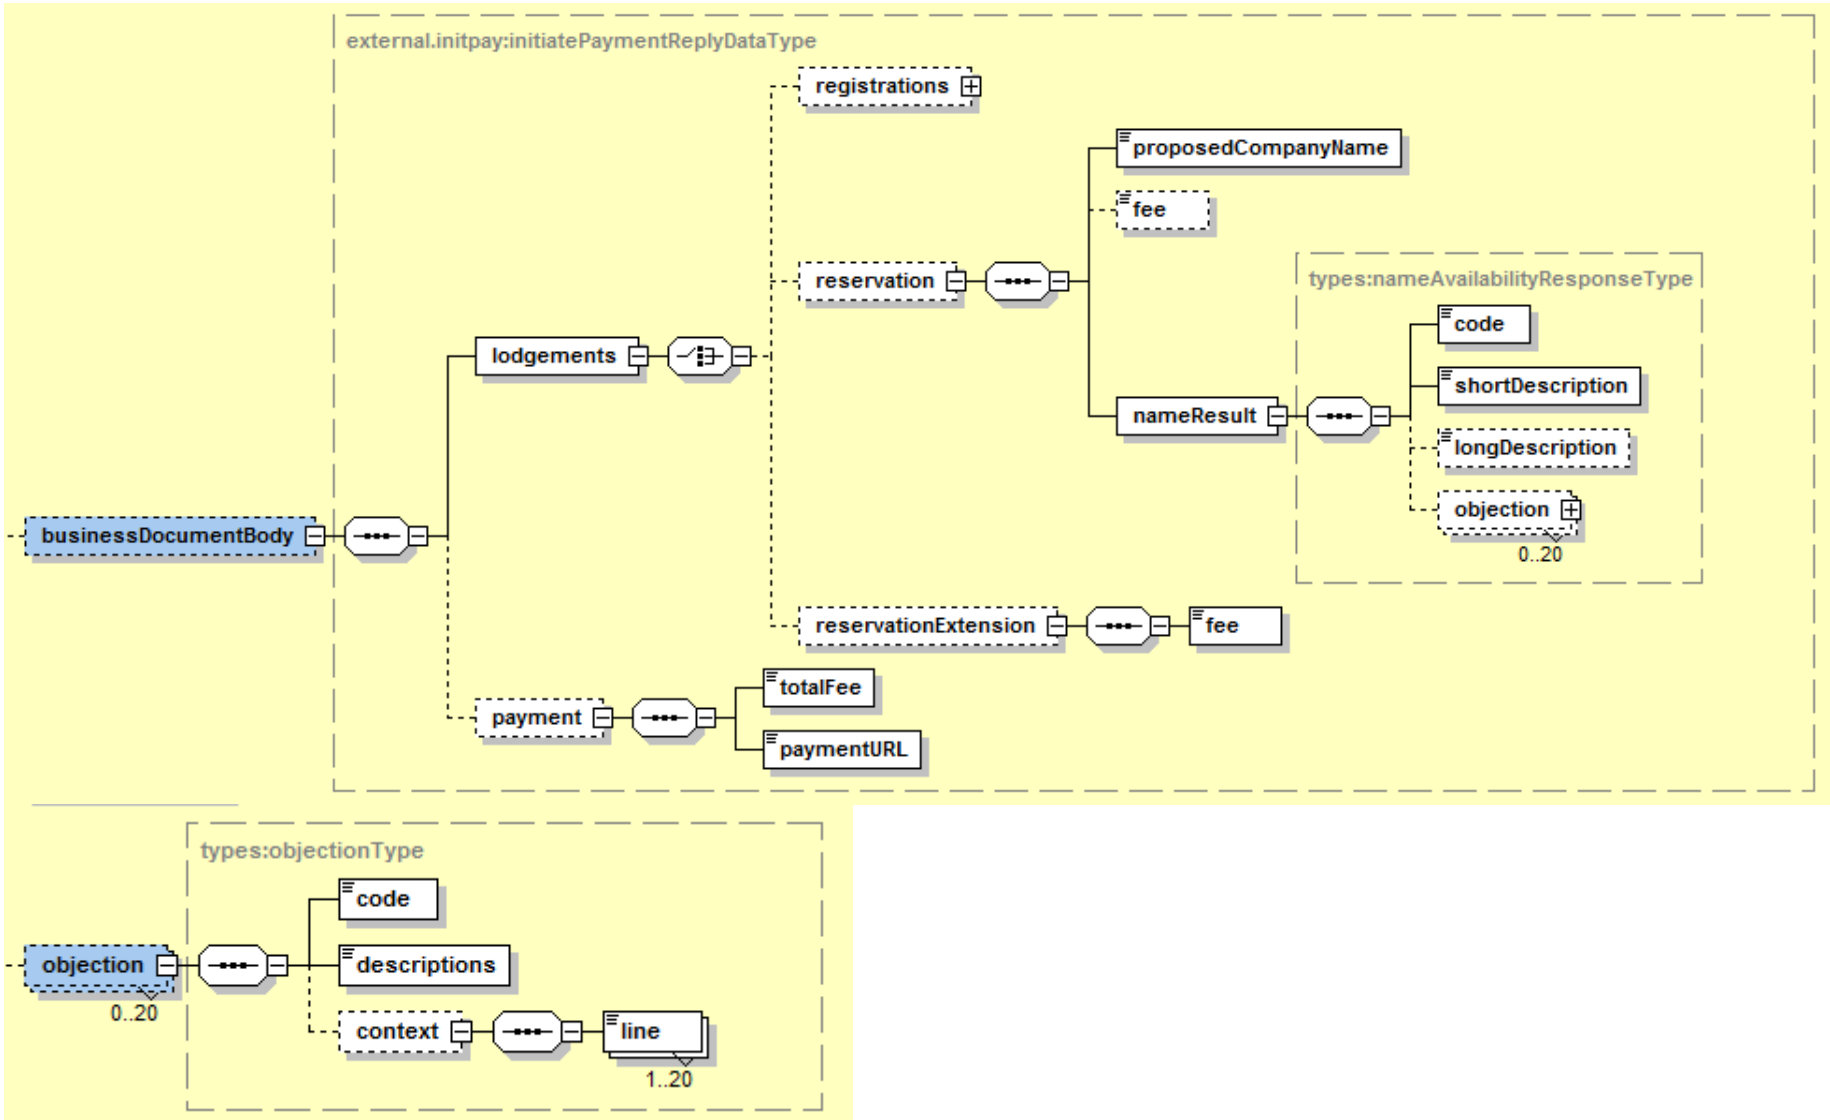 external.initpay:initiatePaymentReplyDataType
registrations
proposedCompanyName
fee
reservation
types:nameAvailabilityResponseType
code
lodgements
shortDescription
nameResult
longDescription
objection
0..20
businessDocumentBody
reservationExtension
fee
totalFee
payment
paymentURL
types:objectionType
code
objection
0..20
descriptions
context
line
1..20